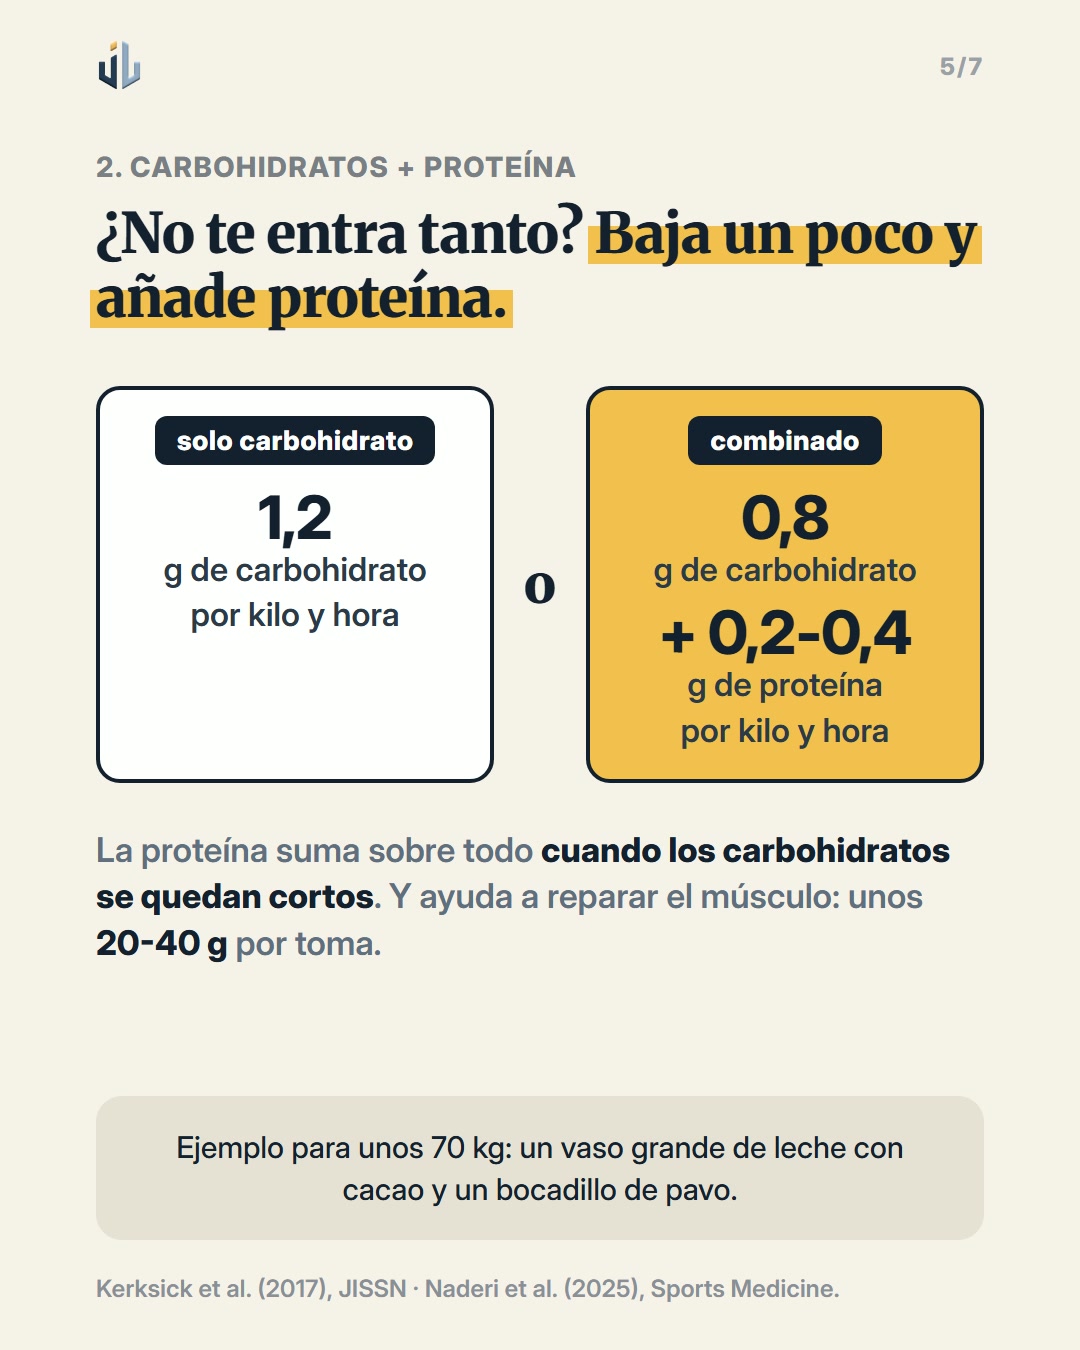 5/7
2. CARBOHIDRATOS + PROTEÍNA
¿No te entra tanto? Baja un poco y
añade proteína.
solo carbohidrato
1,2
g de carbohidrato
por kilo y hora
o
combinado
0,8
g de carbohidrato
+ 0,2-0,4
g de proteína
por kilo y hora
La proteína suma sobre todo cuando los carbohidratos
se quedan cortos. Y ayuda a reparar el músculo: unos
20-40 g por toma.
Ejemplo para unos 70 kg: un vaso grande de leche con
cacao y un bocadillo de pavo.
Kerksick et al. (2017), JISSN · Naderi et al. (2025), Sports Medicine.